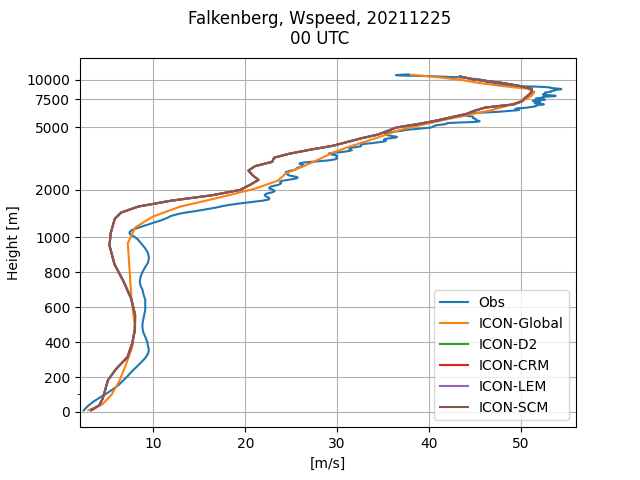 Falkenberg, Wspeed, 20211225
00 UTC
10000
7500
5000
2000
1000
800
600
400
200
0
Height [m]
Obs
ICON-Global
ICON-D2
ICON-CRM
ICON-LEM
ICON-SCM
10 20 30 40 50
[m/s]